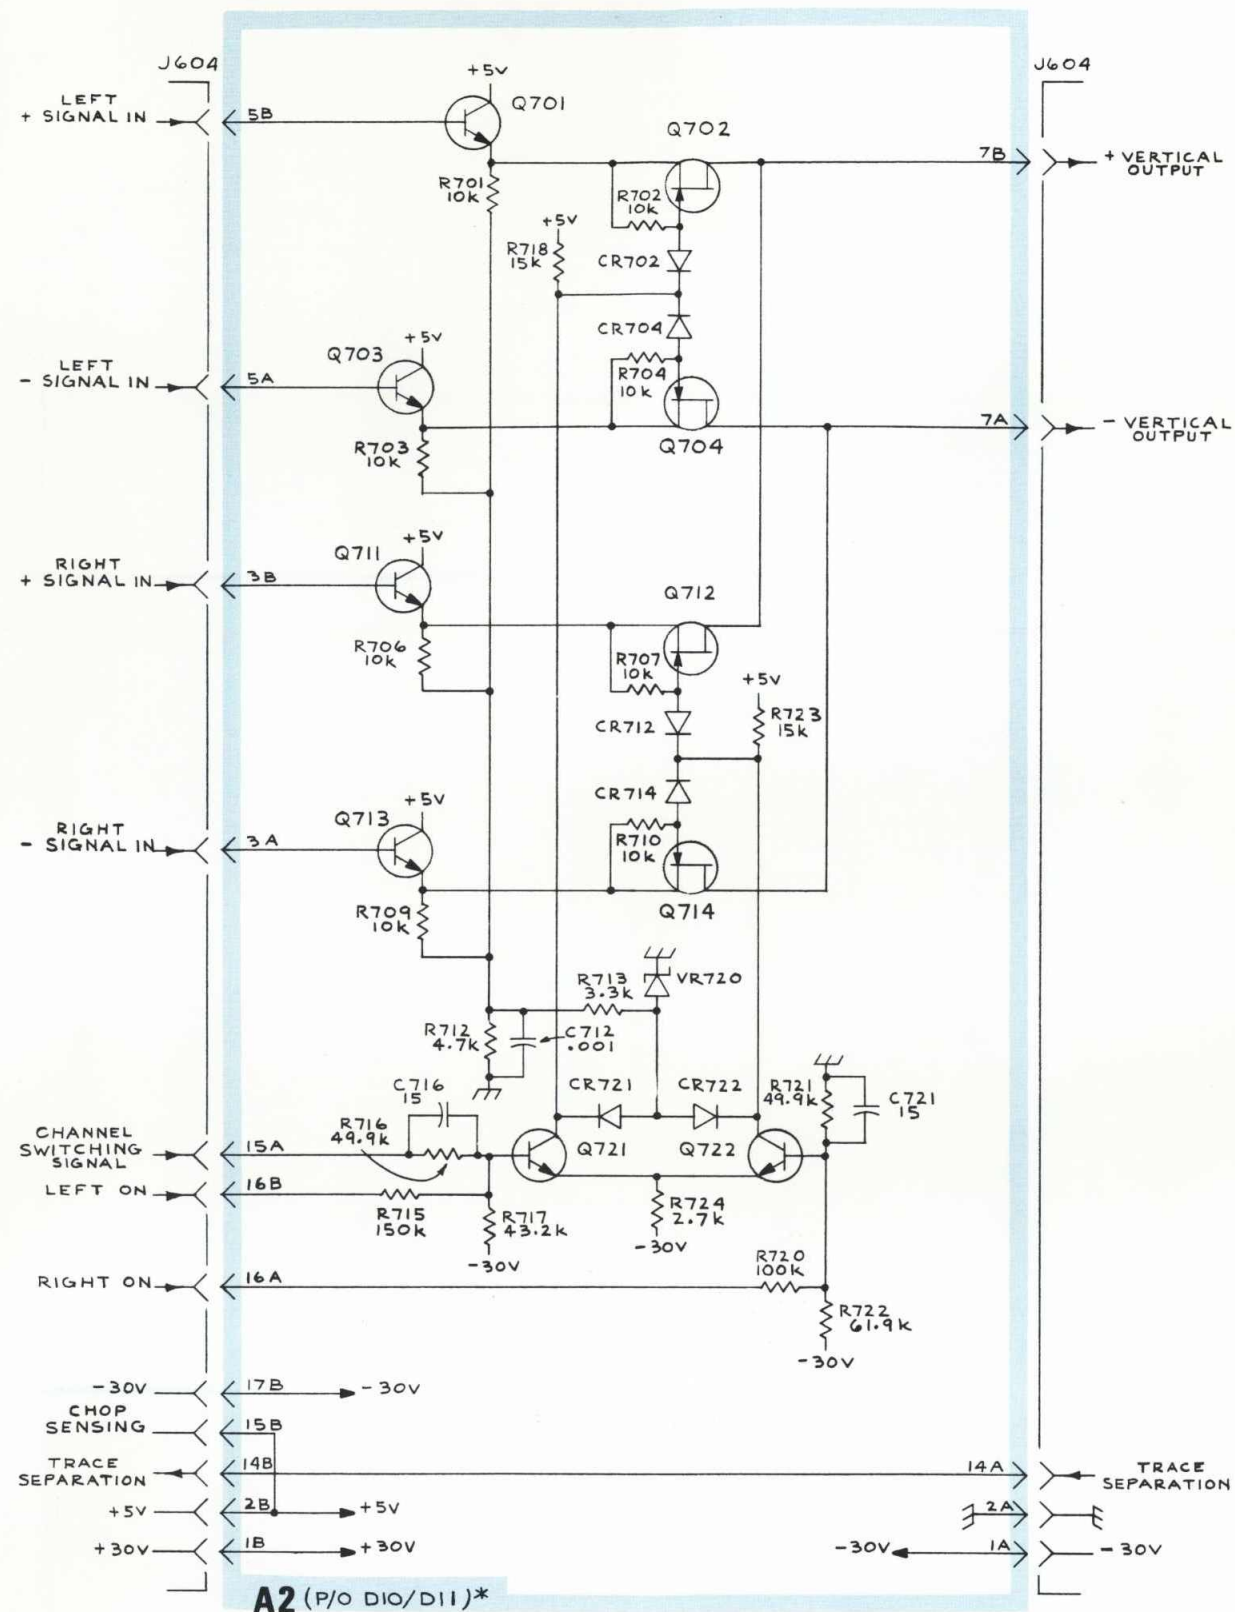 J604
J604
+5V
LEFT
+ SIGNAL IN
5B
Q701
Q702
7B
+ VERTICAL
OUTPUT
R701
10k
R702
10k
+5V
R718
15k
CR702
CR704
+5V
Q703
LEFT
- SIGNAL IN
5A
R704
10k
7A
- VERTICAL
OUTPUT
Q704
R703
10k
+5V
Q711
RIGHT
+ SIGNAL IN
3B
Q712
R706
10k
R707
10k
+5V
R723
15k
CR712
CR714
+5V
Q713
RIGHT
- SIGNAL IN
3A
R710
10k
Q714
R709
10k
R713
3.3k
VR720
R712
4.7k
C712
.001
C716
15
CR721
CR722
R721
49.9k
C721
15
R716
49.9k
CHANNEL
SWITCHING
SIGNAL
15A
Q721
Q722
LEFT ON
16B
R715
150k
R717
43.2k
-30V
R724
2.7k
-30V
R720
100k
RIGHT ON
16A
R722
61.9k
-30V
-30V
17B
-30V
CHOP
SENSING
15B
TRACE
SEPARATION
14B
14A
TRACE
SEPARATION
+5V
2B
+5V
2A
+30V
1B
+30V
-30V
1A
-30V
A2 (P/O D10/D11)*